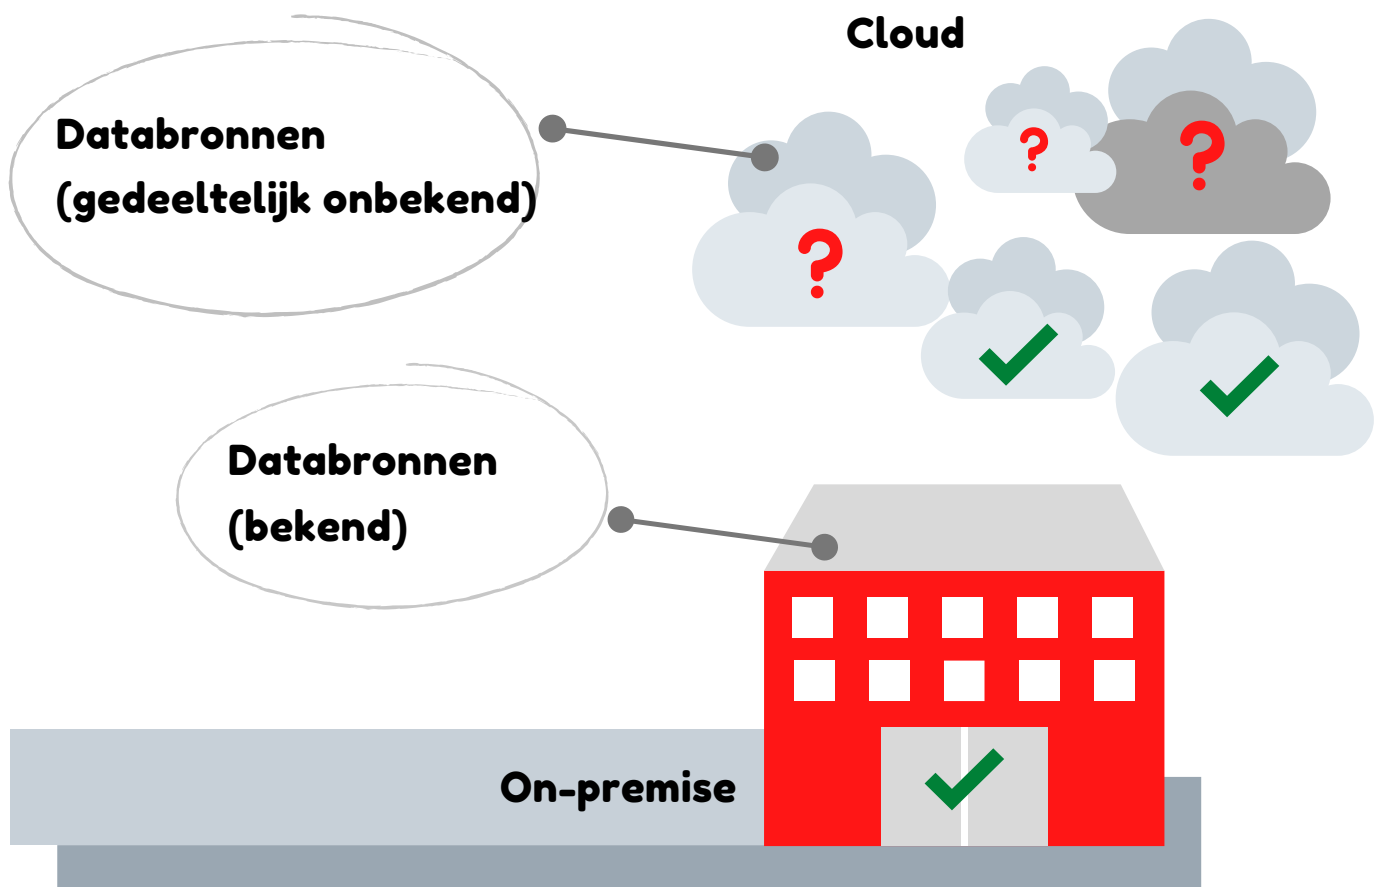 Cloud
Databronnen
(gedeeltelijk onbekend)
?
?
?
Databronnen
(bekend)
On-premise